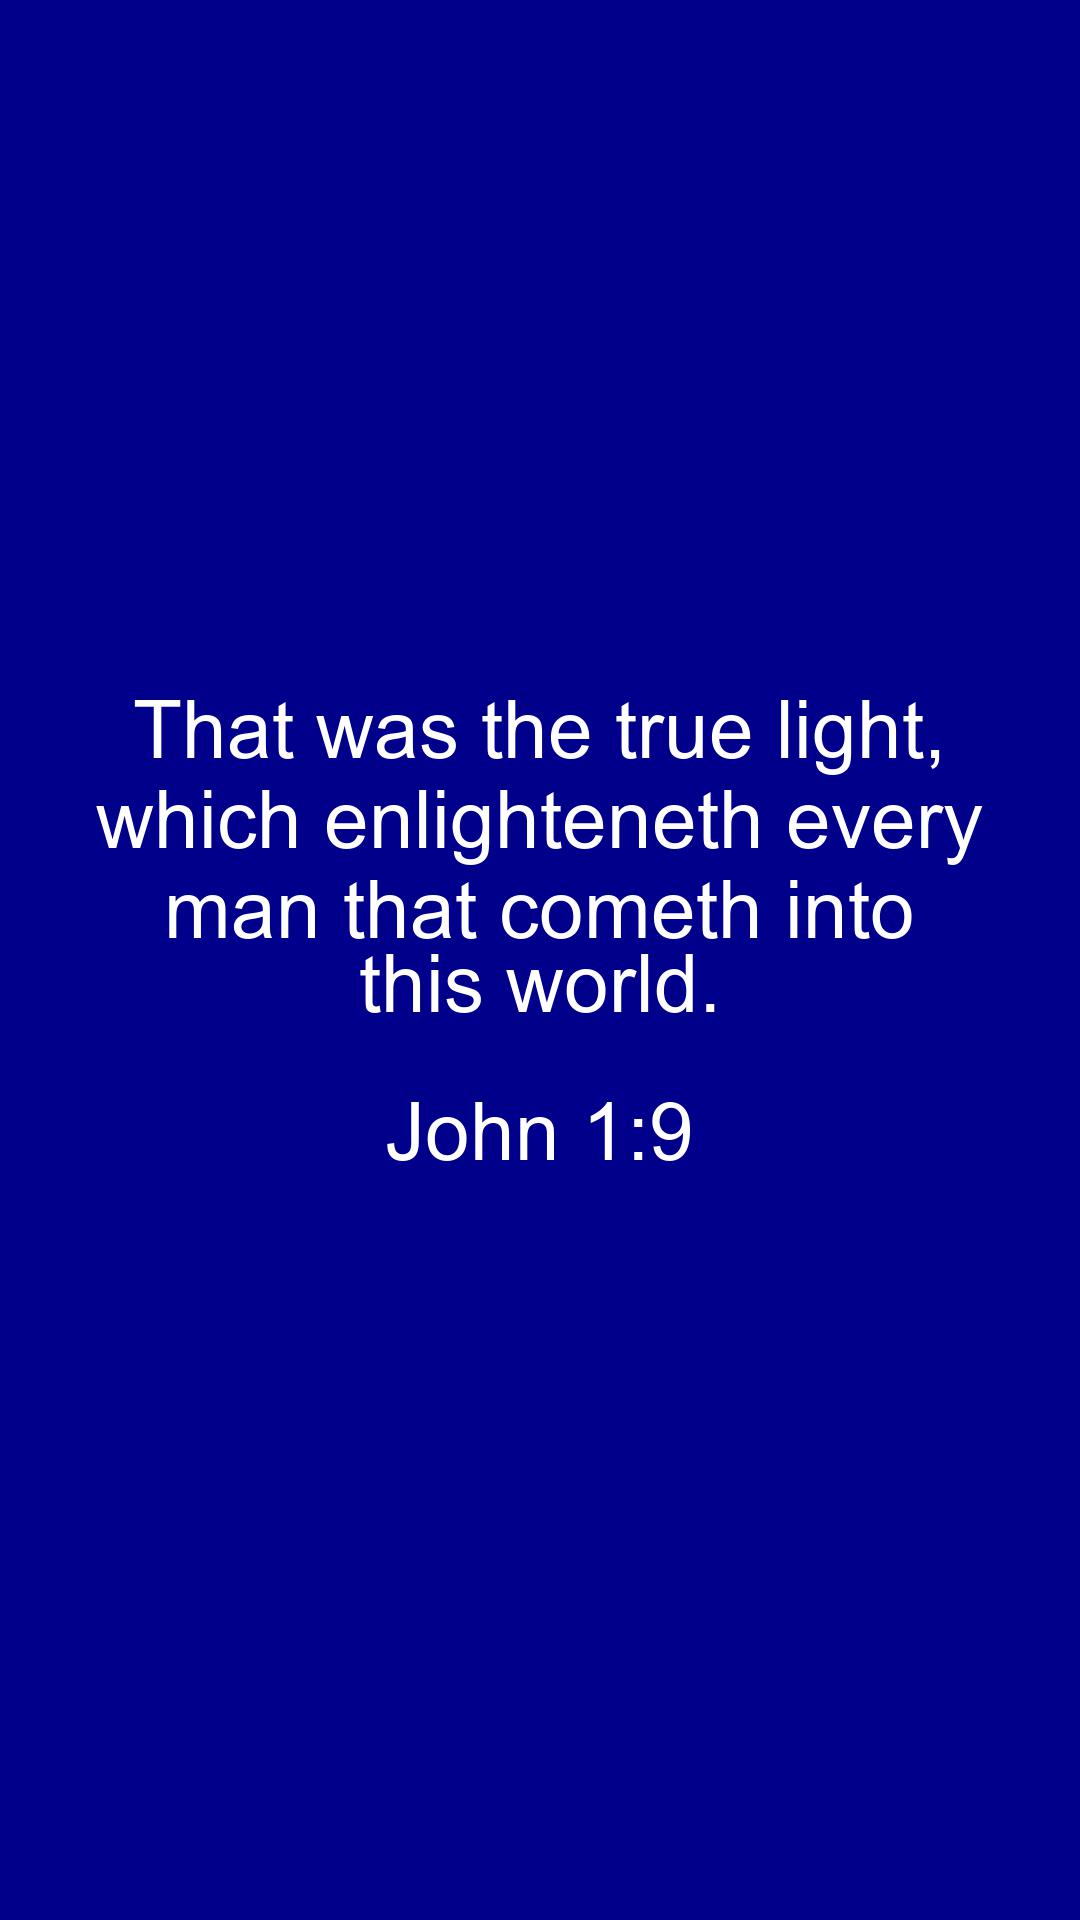 That was the true light,
which enlighteneth every
man that cometh into
this world.
John 1:9